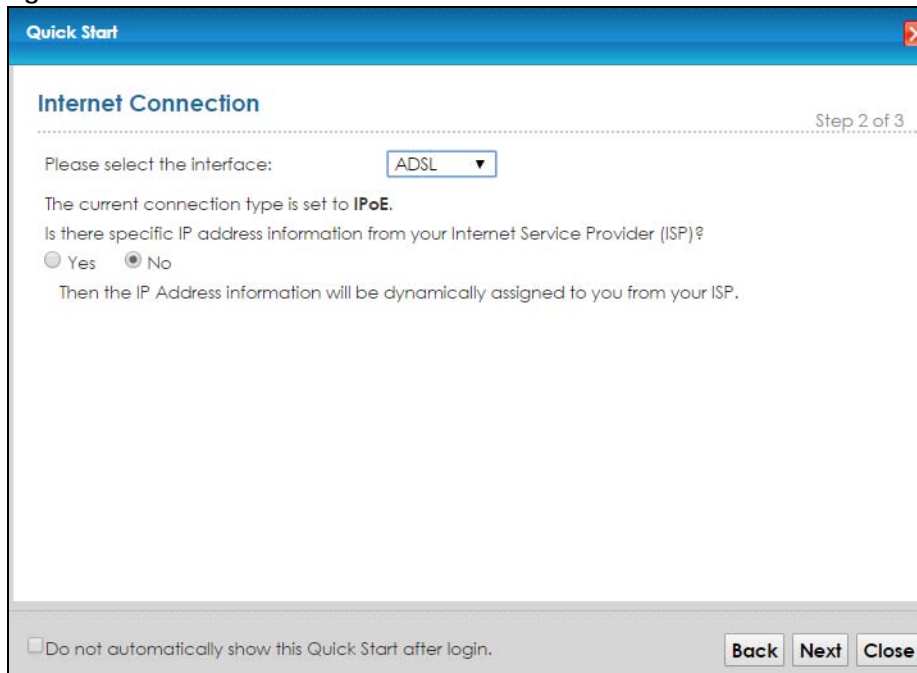 Quick Start
Internet Connection
Step 2 of 3
Please select the interface: ADSL
The current connection type is set to IPoE.
Is there specific IP address information from your Internet Service Provider (ISP)?
Yes No
Then the IP Address information will be dynamically assigned to you from your ISP.
Do not automatically show this Quick Start after login.
Back Next Close